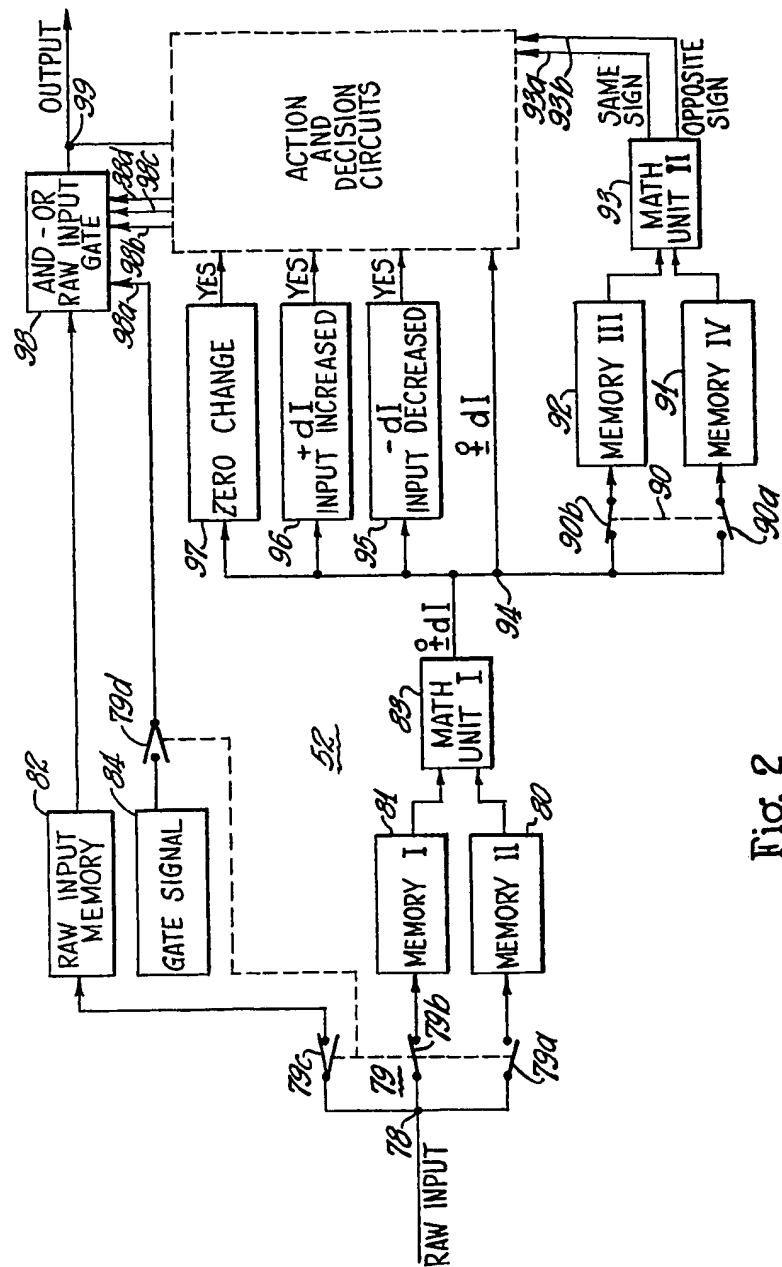 OUTPUT
99
AND - OR
RAW INPUT
GATE
98
98a
98b
98d
98c
RAW INPUT
MEMORY
82
GATE SIGNAL
84
79d
ACTION
AND
DECISION
CIRCUITS
ZERO CHANGE
97
YES
+dI
INPUT INCREASED
96
YES
-dI
INPUT DECREASED
95
YES
94
MATH
UNIT I
83
52
MEMORY I
81
MEMORY II
80
RAW INPUT
78
79
79c
79b
79a
MEMORY III
92
MEMORY IV
91
90
90b
90a
MATH
UNIT II
93
SAME
SIGN
OPPOSITE
SIGN
93a
93b
Fig. 2